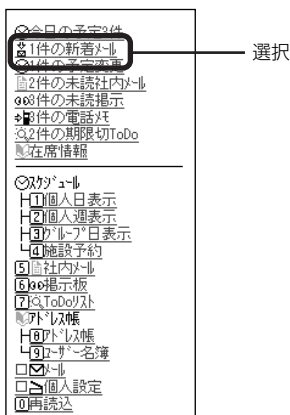 今日の予定3件
1件の新着ﾒｰﾙ
選択
1件の予定変更
2件の未読社内ﾒｰﾙ
3件の未読掲示
3件の電話ﾒﾓ
2件の期限切ToDo
在席情報
ｽｹｼﾞｭｰﾙ
├1個人日表示
├2個人週表示
├3ｸﾞﾙｰﾌﾟ日表示
└4施設予約
5社内ﾒｰﾙ
6掲示板
7ToDoﾘｽﾄ
ｱﾄﾞﾚｽ帳
├8ｱﾄﾞﾚｽ帳
└9ﾕｰｻﾞｰ名簿
□ﾒｰﾙ
□個人設定
0再読込